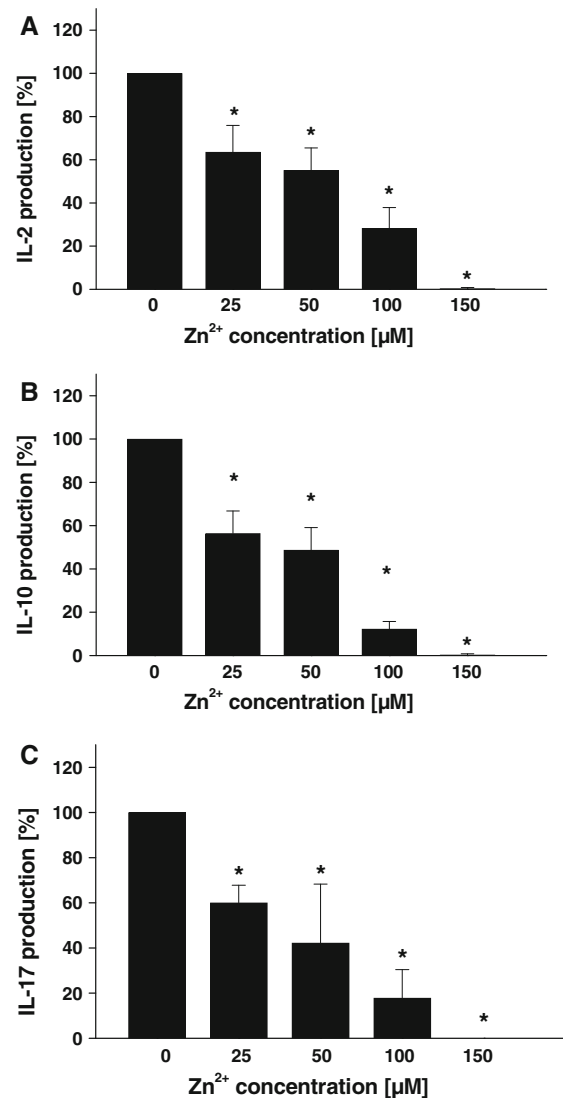 A
IL-2 production [%]
120
100
80
60
40
20
0
* * * *
0 25 50 100 150
Zn²⁺ concentration [µM]
B
IL-10 production [%]
120
100
80
60
40
20
0
* * * *
0 25 50 100 150
Zn²⁺ concentration [µM]
C
IL-17 production [%]
120
100
80
60
40
20
0
* * * *
0 25 50 100 150
Zn²⁺ concentration [µM]